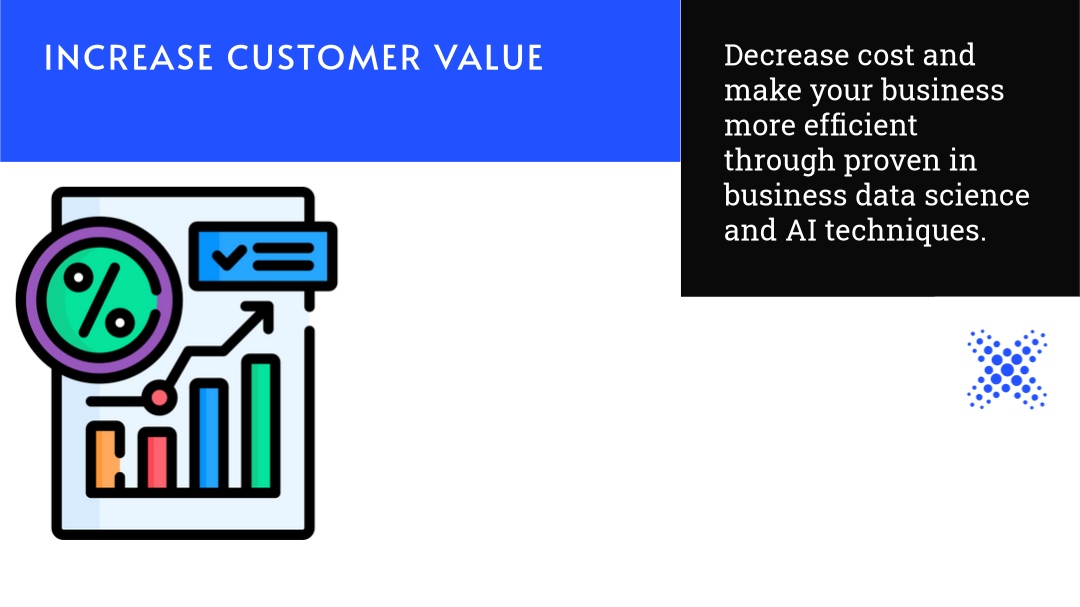 INCREASE CUSTOMER VALUE
Decrease cost and
make your business
more efficient
through proven in
business data science
and AI techniques.
%